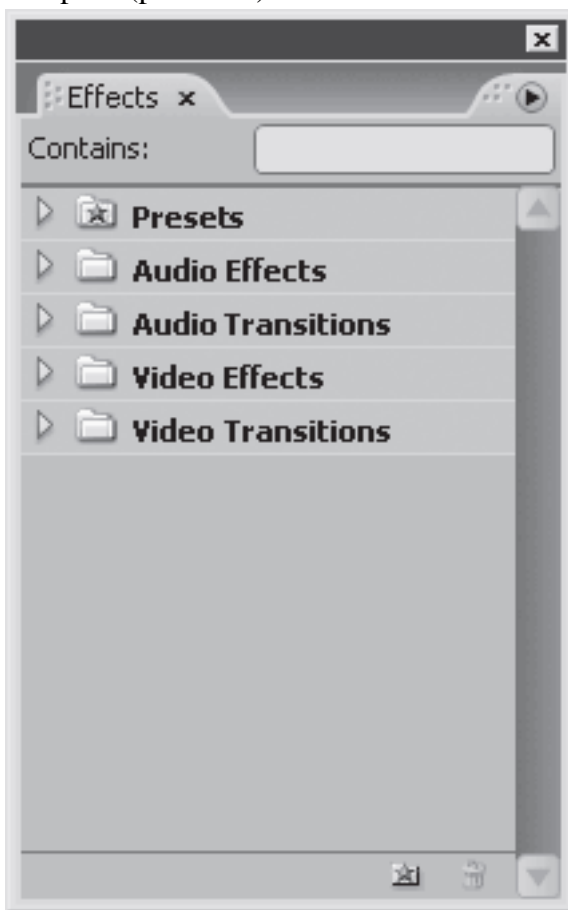 Effects x
Contains:
Presets
Audio Effects
Audio Transitions
Video Effects
Video Transitions